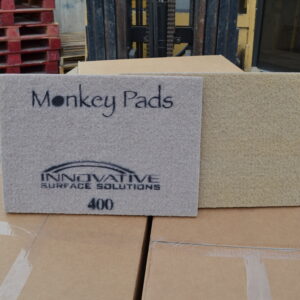 Monkey Pads
INNOVATIVE
SURFACE SOLUTIONS
400